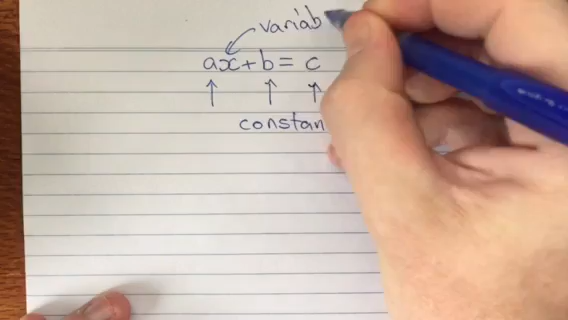 variab
ax+b= c
constan